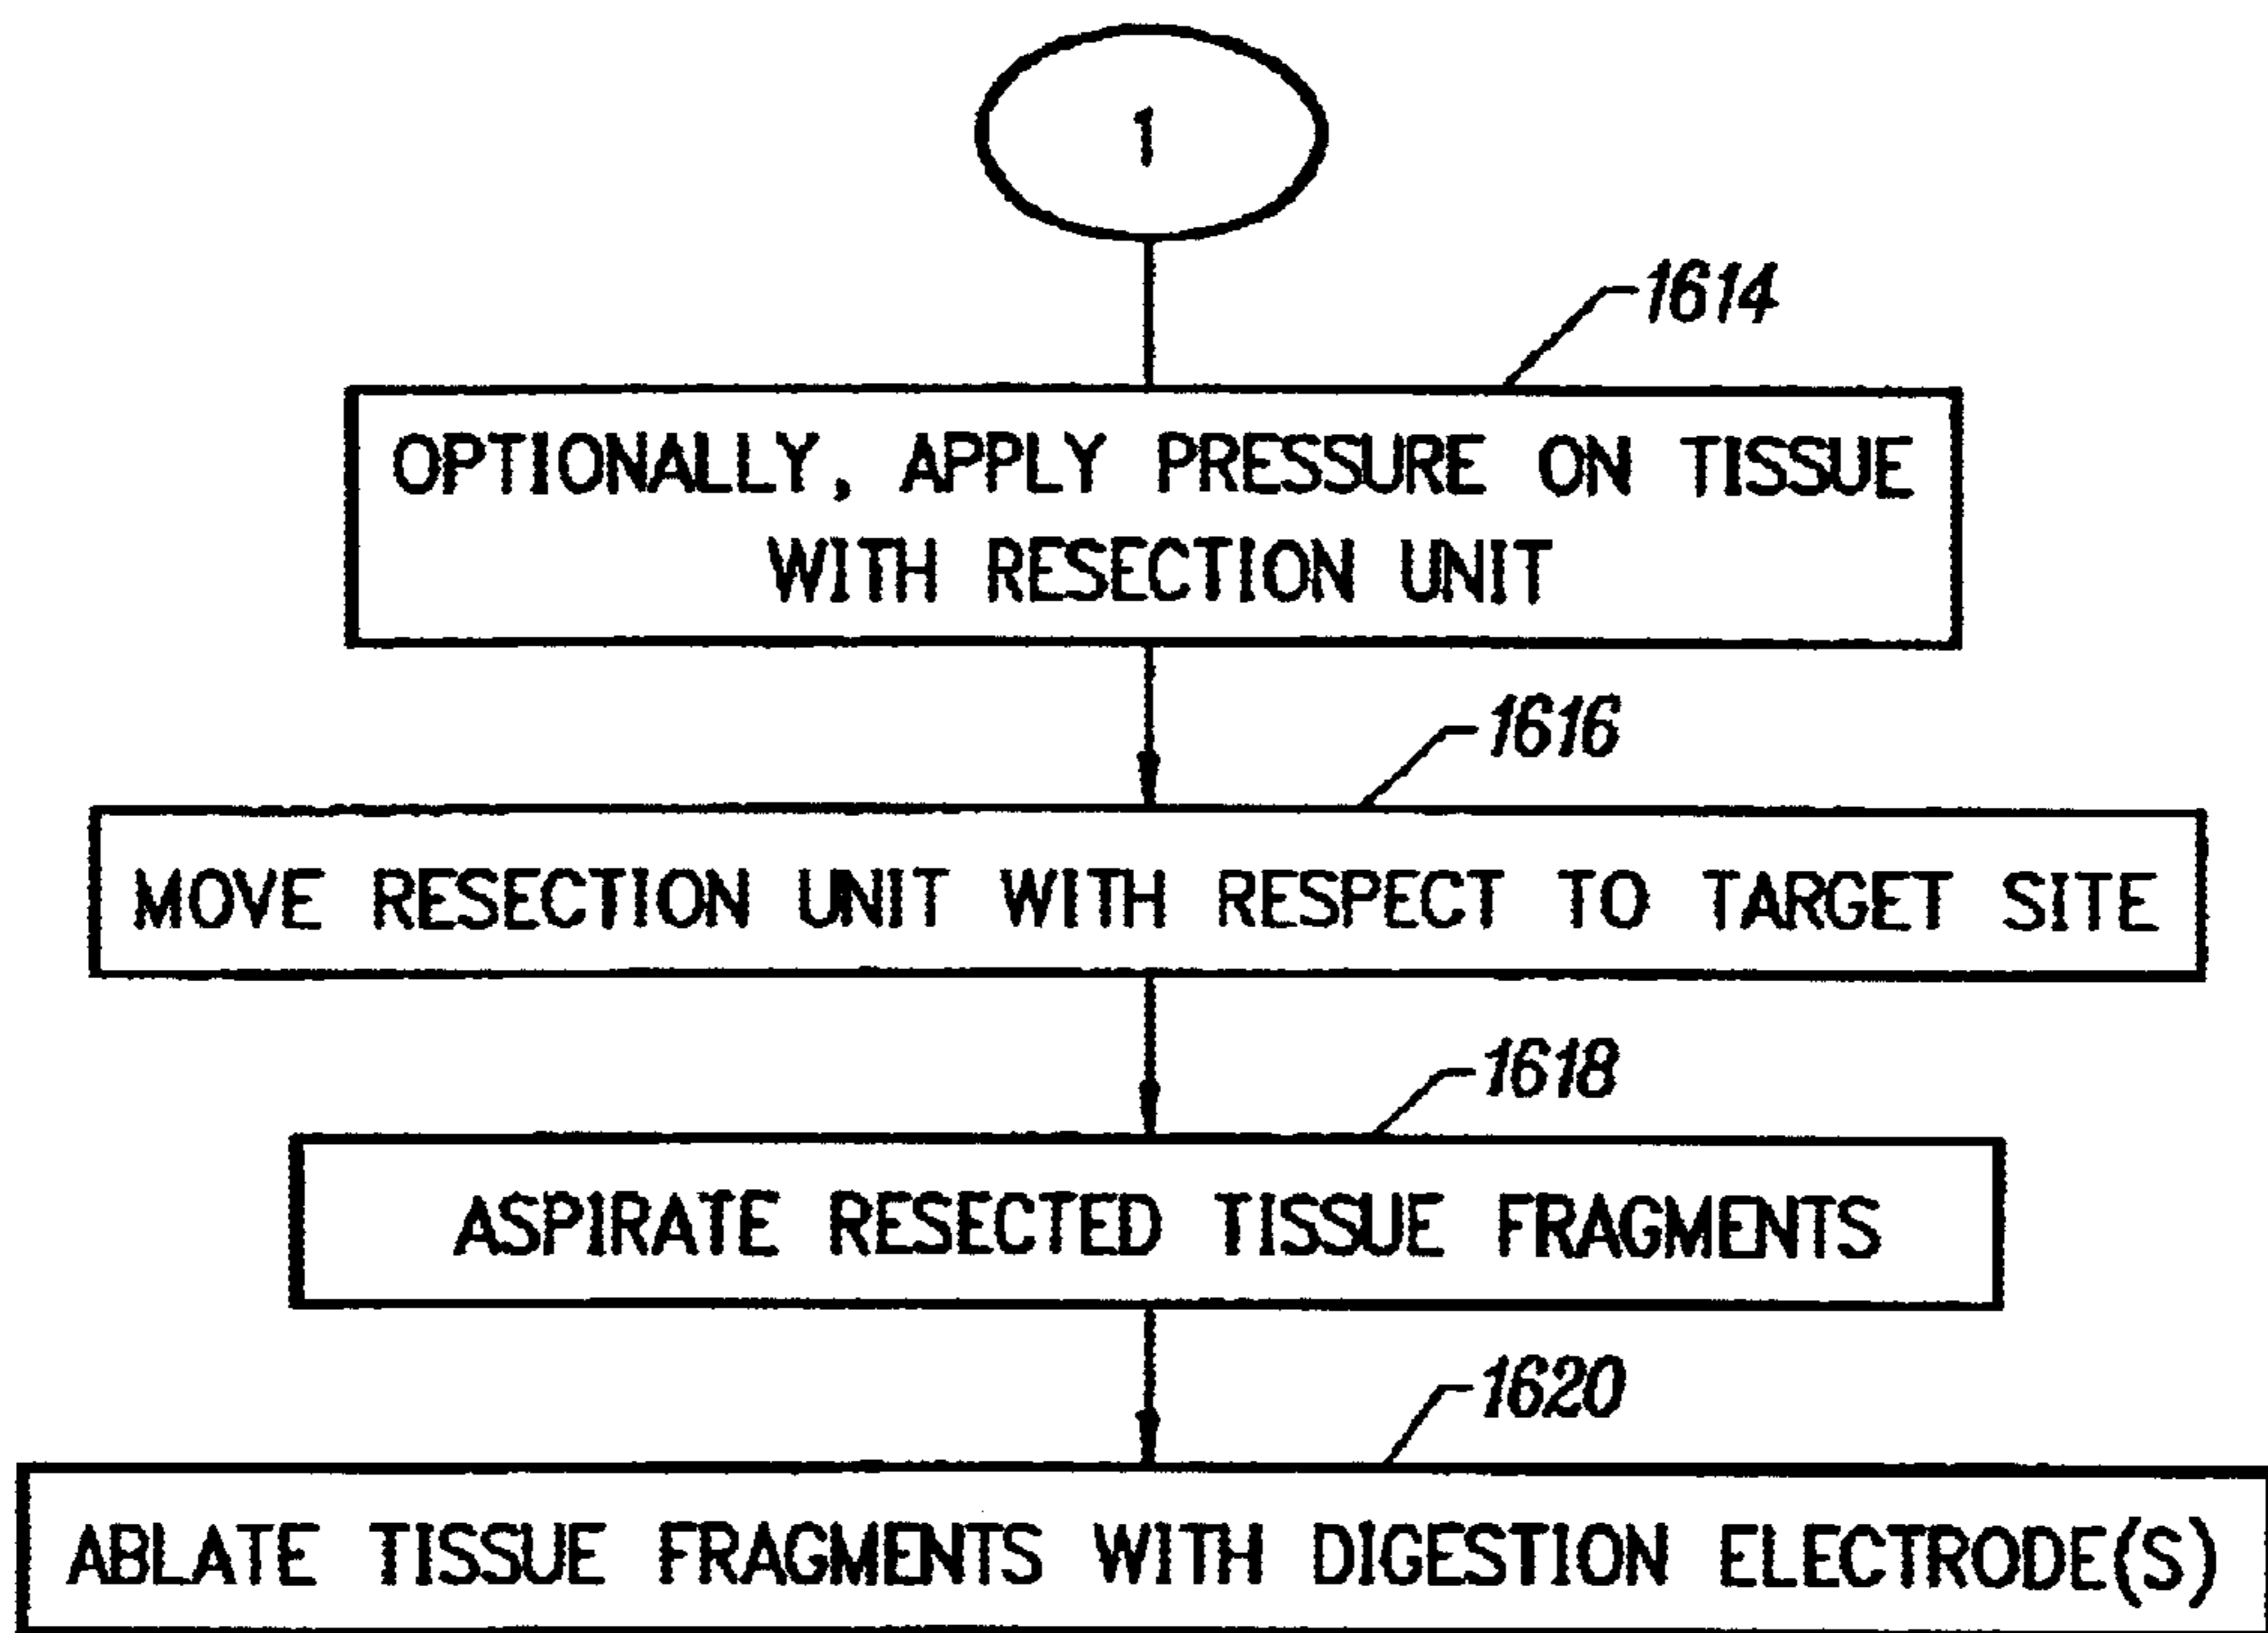 1
1614
OPTIONALLY, APPLY PRESSURE ON TISSUE
WITH RESECTION UNIT
1616
MOVE RESECTION UNIT WITH RESPECT TO TARGET SITE
1618
ASPIRATE RESECTED TISSUE FRAGMENTS
1620
ABLATE TISSUE FRAGMENTS WITH DIGESTION ELECTRODE(S)